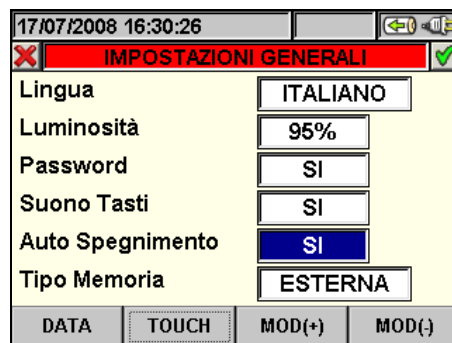 17/07/2008 16:30:26
IMPOSTAZIONI GENERALI
Lingua ITALIANO
Luminosità 95%
Password SI
Suono Tasti SI
Auto Spegnimento SI
Tipo Memoria ESTERNA
DATA TOUCH MOD(+) MOD(-)